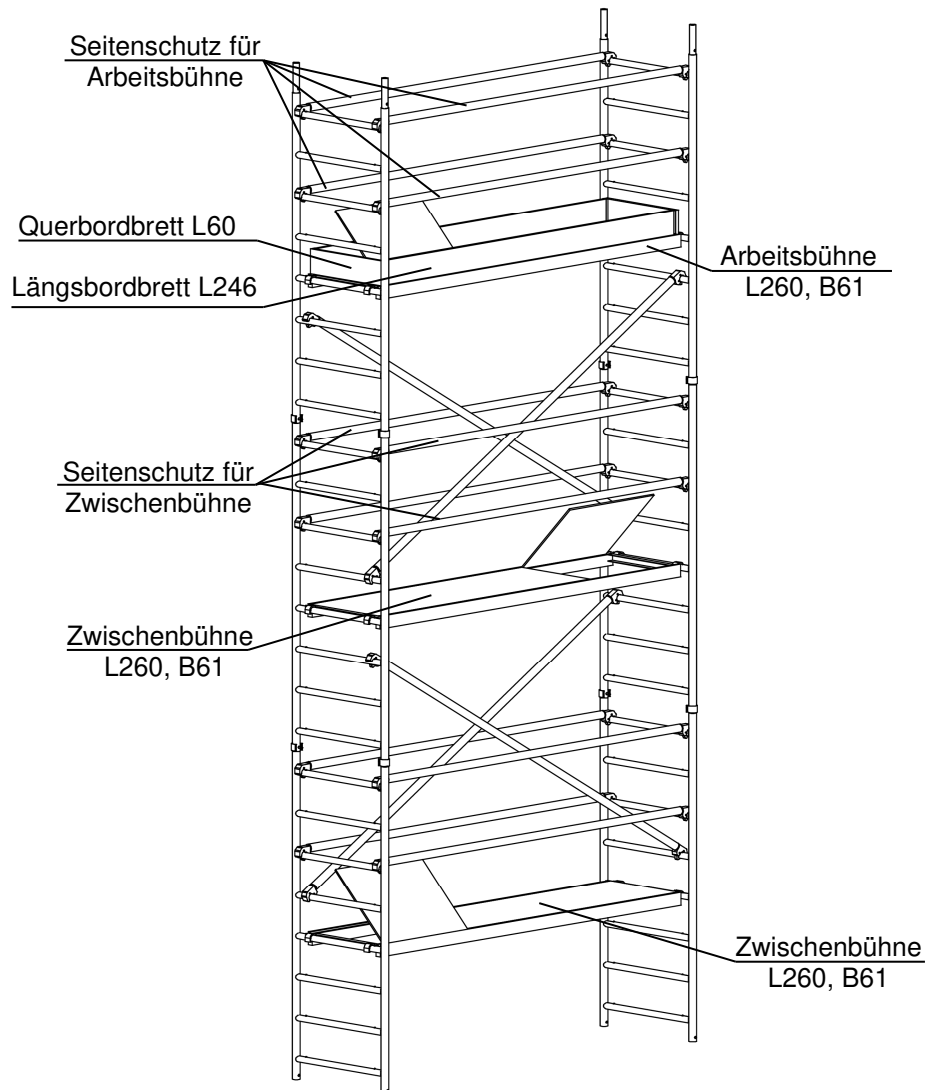 Seitenschutz für
Arbeitsbühne
Querbordbrett L60
Längsbordbrett L246
Arbeitsbühne
L260, B61
Seitenschutz für
Zwischenbühne
Zwischenbühne
L260, B61
Zwischenbühne
L260, B61